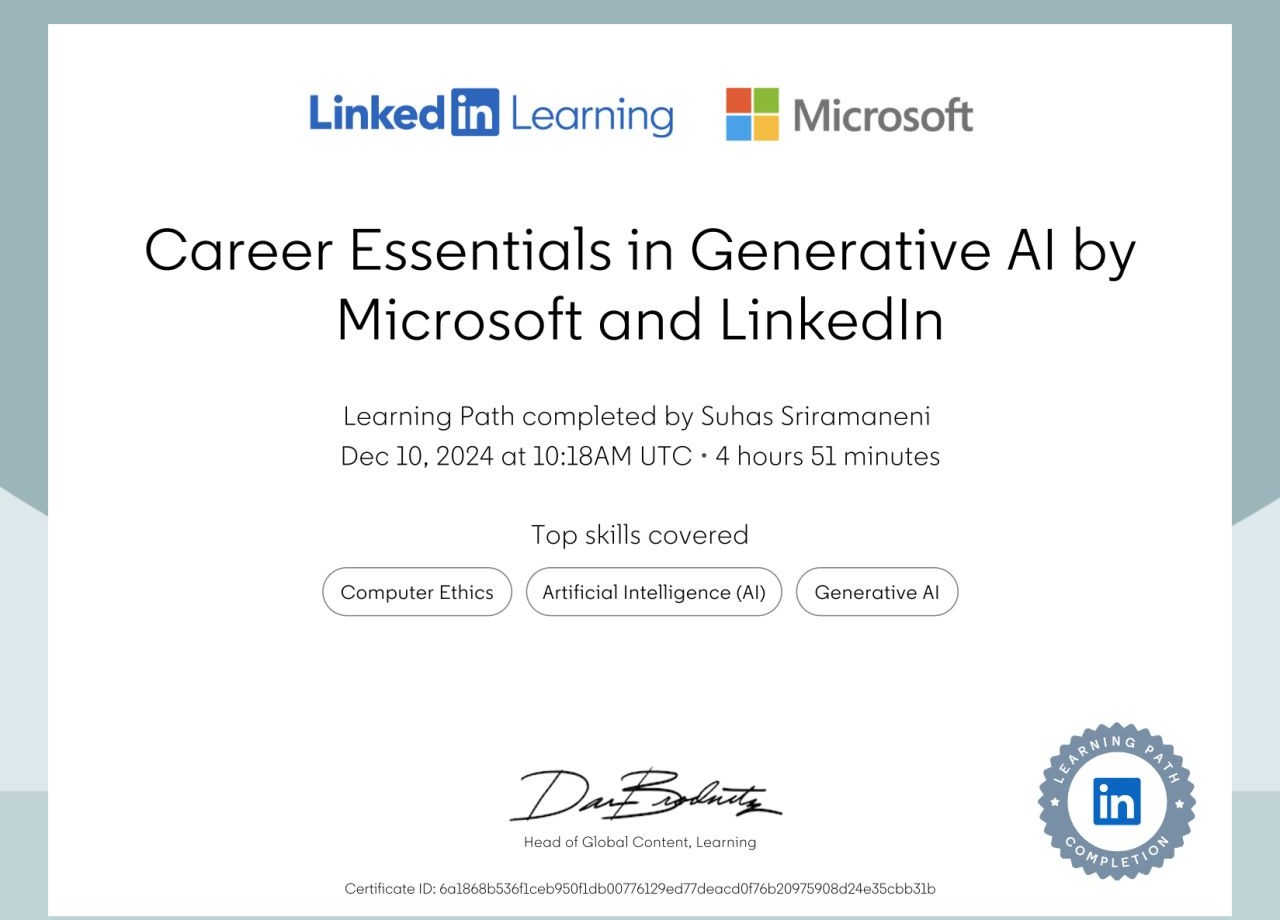 Linked in Learning Microsoft
Career Essentials in Generative AI by
Microsoft and LinkedIn
Learning Path completed by Suhas Sriramaneni
Dec 10, 2024 at 10:18AM UTC • 4 hours 51 minutes
Top skills covered
Computer Ethics Artificial Intelligence (AI) Generative AI
Head of Global Content, Learning
Certificate ID: 6a1868b536f1ceb950f1db00776129ed77deacd0f76b20975908d24e35cbb31b
LEARNING PATH
in
COMPLETION